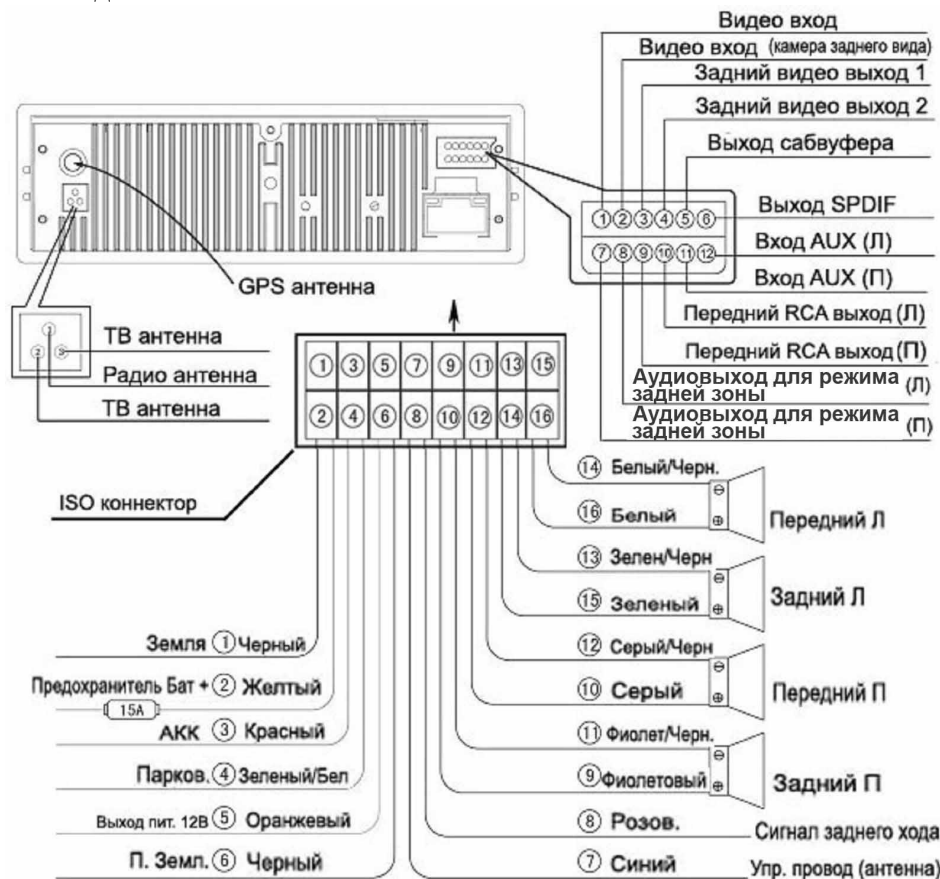 Видео вход
Видео вход (камера заднего вида)
Задний видео выход 1
Задний видео выход 2
Выход сабвуфера
① ② ③ ④ ⑤ ⑥
Выход SPDIF
⑦ ⑧ ⑨ ⑩ ⑪ ⑫
Вход AUX (Л)
Вход AUX (П)
Передний RCA выход (Л)
Передний RCA выход (П)
Аудиовыход для режима задней зоны (Л)
Аудиовыход для режима задней зоны (П)
GPS антенна
① ② ③
ТВ антенна
Радио антенна
ТВ антенна
① ③ ⑤ ⑦ ⑨ ⑪ ⑬ ⑮
② ④ ⑥ ⑧ ⑩ ⑫ ⑭ ⑯
ISO коннектор
Земля ① Черный
Предохранитель Бат + ② Желтый
15A
АКК ③ Красный
Парков. ④ Зеленый/Бел
Выход пит. 12В ⑤ Оранжевый
П. Земл. ⑥ Черный
⑭ Белый/Черн.
⊖
⑯ Белый
⊕
Передний Л
⑬ Зелен/Черн
⊖
⑮ Зеленый
⊕
Задний Л
⑫ Серый/Черн
⊖
⑩ Серый
⊕
Передний П
⑪ Фиолет/Черн.
⊖
⑨ Фиолетовый
⊕
Задний П
⑧ Розов.
Сигнал заднего хода
⑦ Синий
Упр. провод (антенна)